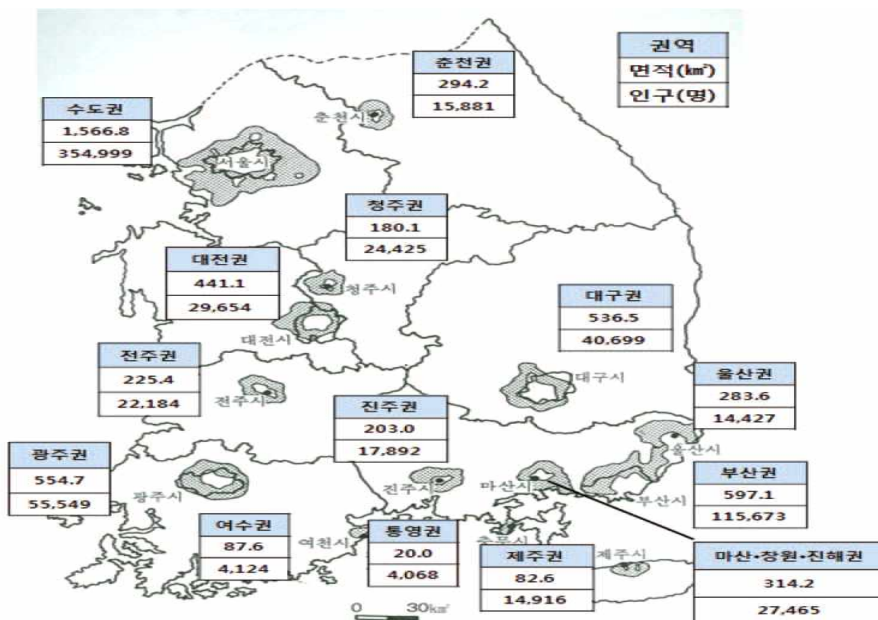 권역
면적(㎢)
인구(명)
춘천권
294.2
15,881
춘천시
수도권
1,566.8
354,999
서울시
청주권
180.1
24,425
청주시
대전권
441.1
29,654
대전시
대구권
536.5
40,699
대구시
전주권
225.4
22,184
전주시
울산권
283.6
14,427
울산시
진주권
203.0
17,892
진주시
광주권
554.7
55,549
광주시
마산시
부산시
부산권
597.1
115,673
여수권
87.6
4,124
여천시
통영권
20.0
4,068
충무시
제주권
82.6
14,916
제주시
마산•창원•진해권
314.2
27,465
0 30㎢